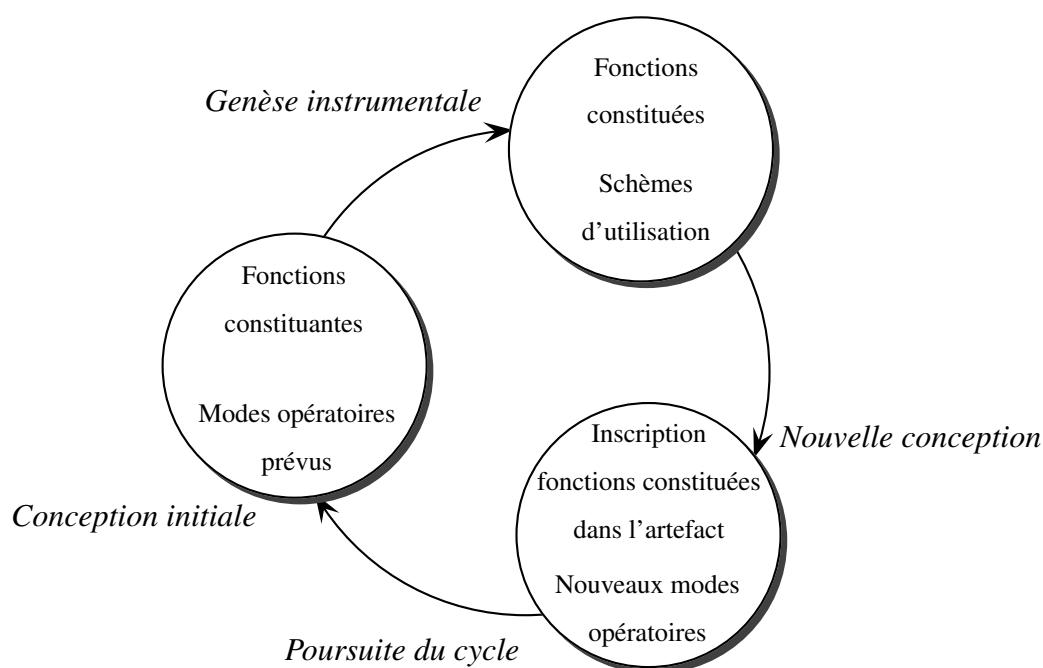 Fonctions
constituées
Schèmes
d’utilisation
Genèse instrumentale
Fonctions
constituantes
Modes opératoires
prévus
Conception initiale
Inscription
fonctions constituées
dans l’artefact
Nouveaux modes
opératoires
Nouvelle conception
Poursuite du cycle